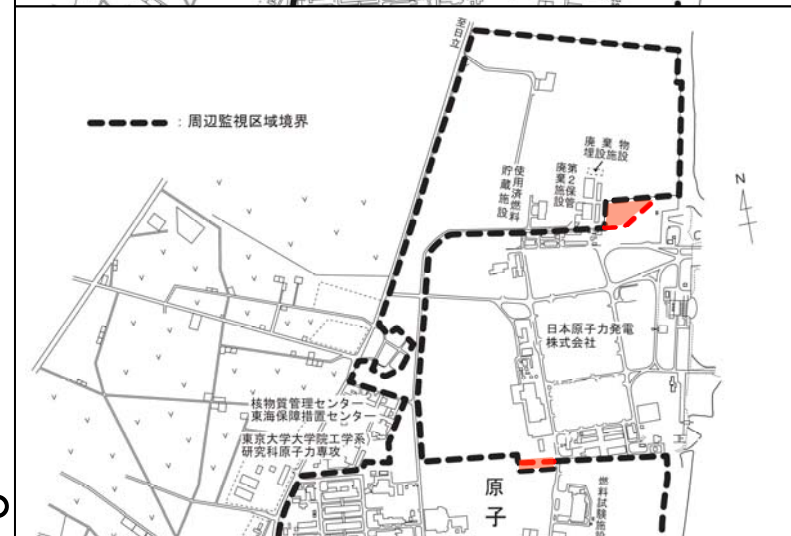 至日立
：周辺監視区域境界
廃棄物
埋設施設
第2保管
廃棄施設
使用済燃料
貯蔵施設
N
日本原子力発電
株式会社
核物質管理センター
東海保障措置センター
東京大学大学院工学系
研究科原子力専攻
原子
燃料試験施設